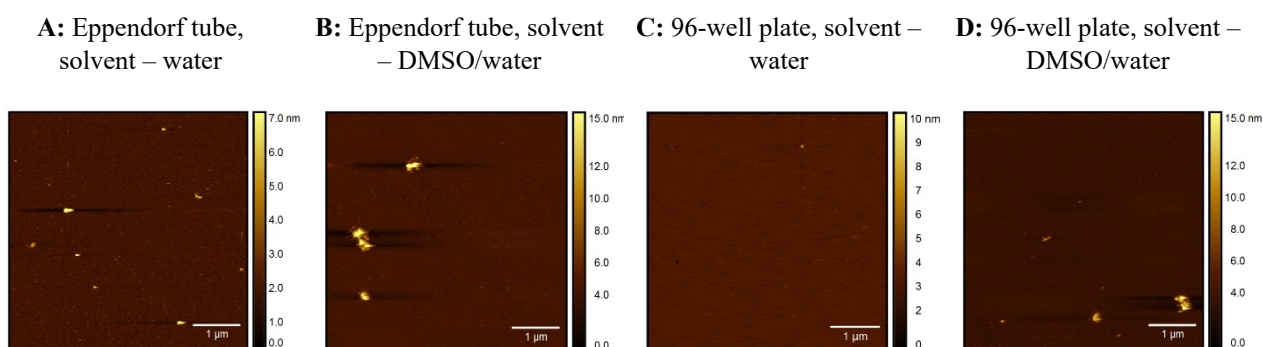 A: Eppendorf tube,
solvent – water
B: Eppendorf tube, solvent
– DMSO/water
C: 96-well plate, solvent –
water
D: 96-well plate, solvent –
DMSO/water
7.0 nm
6.0
5.0
4.0
3.0
2.0
1.0
0.0
1 µm
15.0 nm
12.0
10.0
8.0
6.0
4.0
0.0
1 µm
10 nm
9
8
7
6
5
4
3
2
0
1 µm
15.0 nm
12.0
10.0
8.0
6.0
4.0
0.0
1 µm